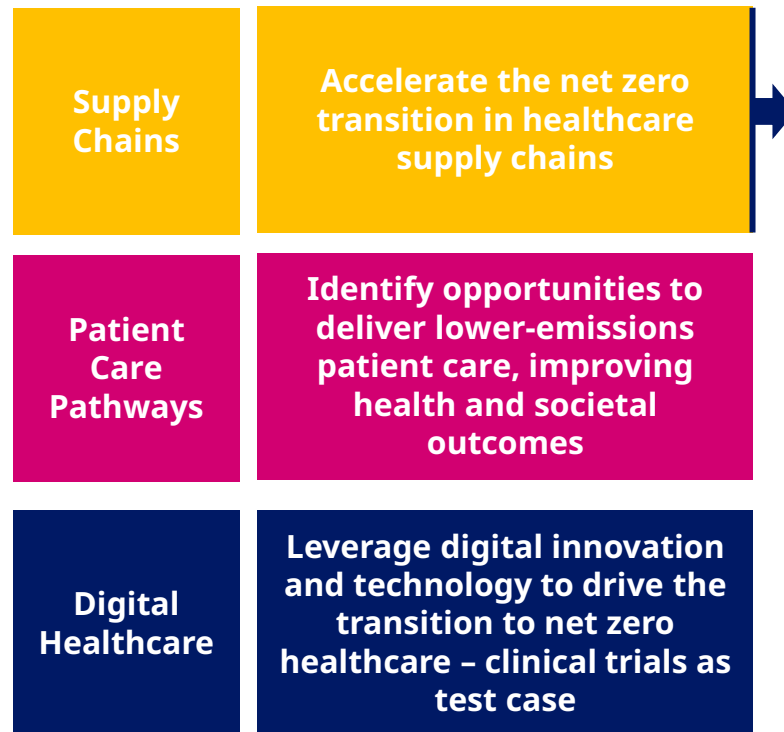 Supply
Chains
Accelerate the net zero
transition in healthcare
supply chains
Patient
Care
Pathways
Identify opportunities to
deliver lower-emissions
patient care, improving
health and societal
outcomes
Digital
Healthcare
Leverage digital innovation
and technology to drive the
transition to net zero
healthcare – clinical trials as
test case